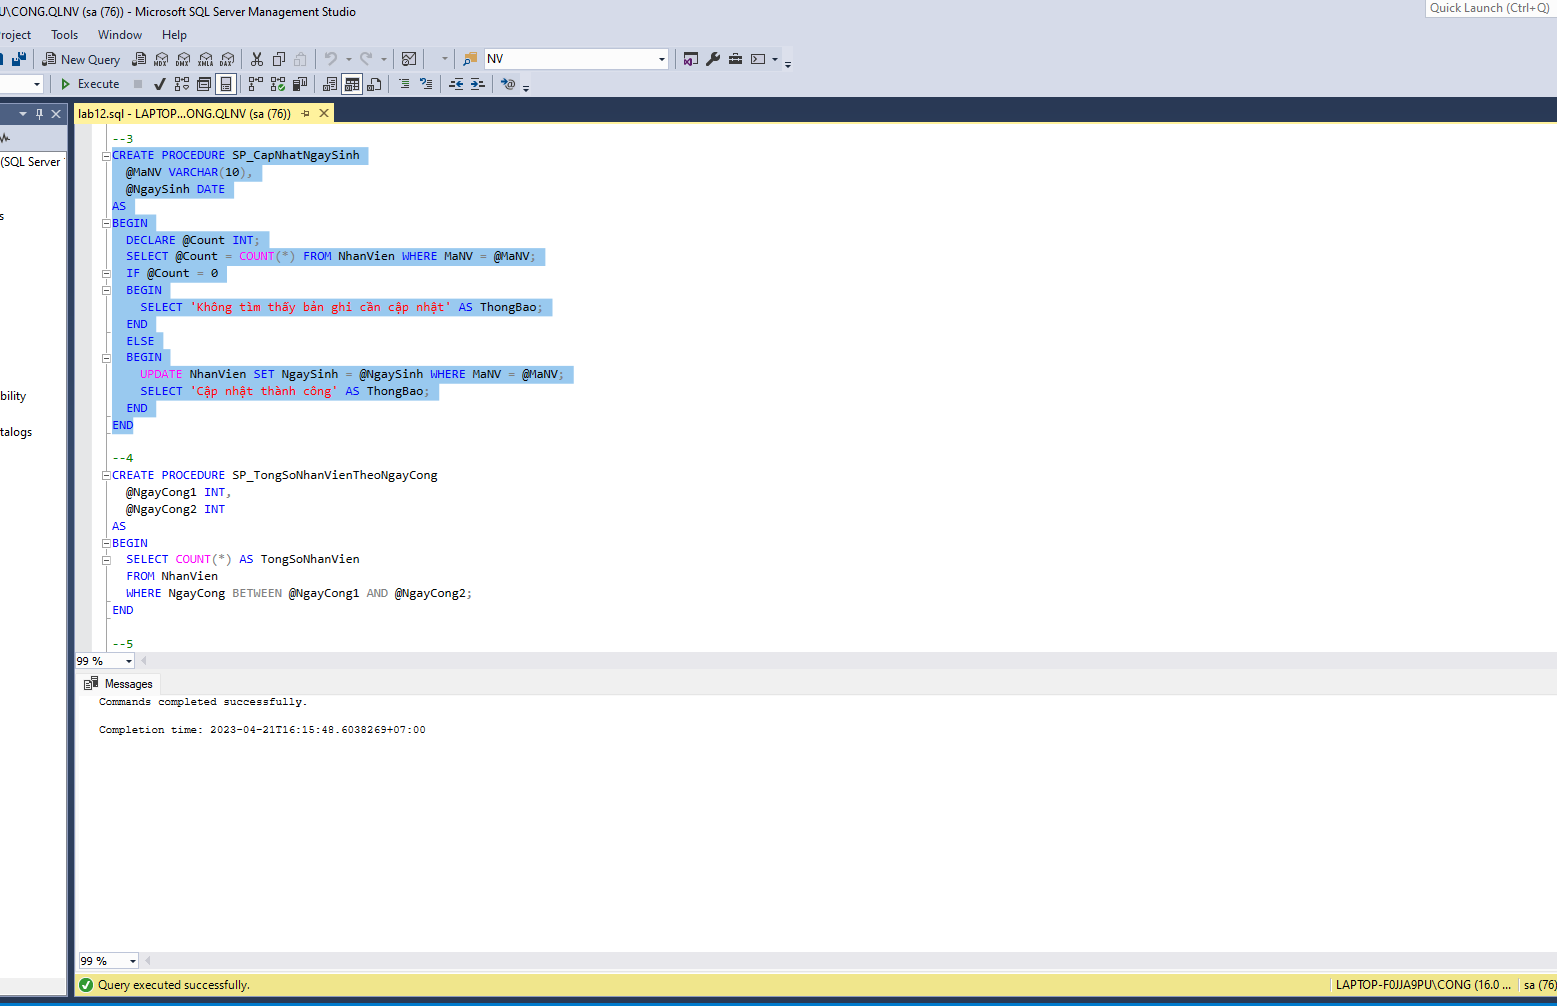 U\CONG.QLNV (sa (76)) - Microsoft SQL Server Management Studio
Quick Launch (Ctrl+Q)
roject Tools Window Help
New Query MDX DMX XMLA DAX NV
Execute
lab12.sql - LAPTOP...ONG.QLNV (sa (76))
(SQL Server
s
bility
talogs
--3
CREATE PROCEDURE SP_CapNhatNgaySinh
@MaNV VARCHAR(10),
@NgaySinh DATE
AS
BEGIN
DECLARE @Count INT;
SELECT @Count = COUNT(*) FROM NhanVien WHERE MaNV = @MaNV;
IF @Count = 0
BEGIN
SELECT 'Không tìm thấy bản ghi cần cập nhật' AS ThongBao;
END
ELSE
BEGIN
UPDATE NhanVien SET NgaySinh = @NgaySinh WHERE MaNV = @MaNV;
SELECT 'Cập nhật thành công' AS ThongBao;
END
END
--4
CREATE PROCEDURE SP_TongSoNhanVienTheoNgayCong
@NgayCong1 INT,
@NgayCong2 INT
AS
BEGIN
SELECT COUNT(*) AS TongSoNhanVien
FROM NhanVien
WHERE NgayCong BETWEEN @NgayCong1 AND @NgayCong2;
END
--5
99 %
Messages
Commands completed successfully.
Completion time: 2023-04-21T16:15:48.6038269+07:00
99 %
Query executed successfully.
LAPTOP-F0JJA9PU\CONG (16.0 ... sa (76)